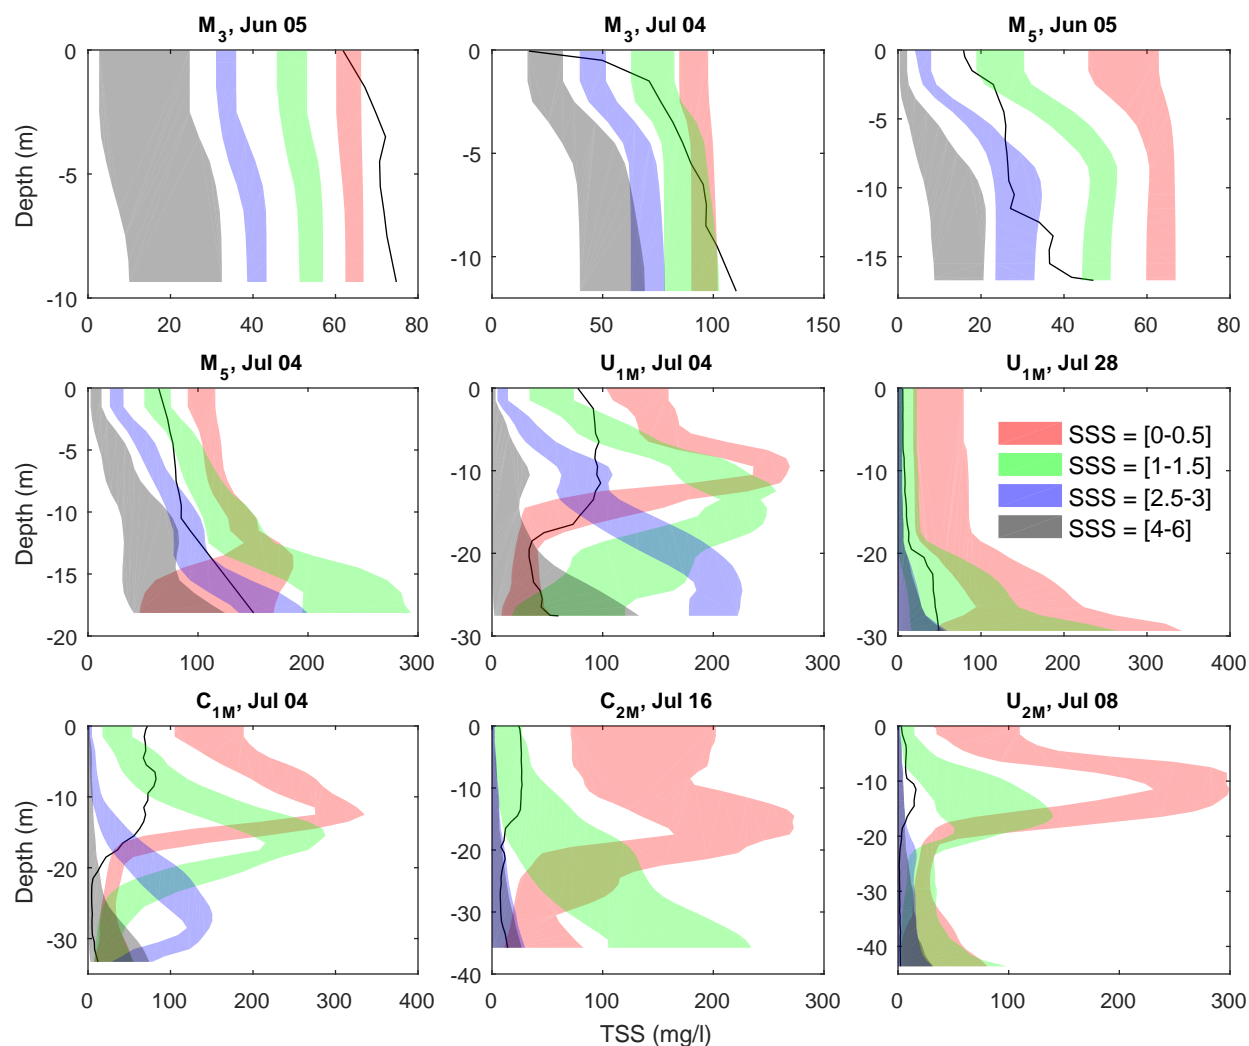 M3, Jun 05
M3, Jul 04
M5, Jun 05
0
-5
-10
Depth (m)
0 20 40 60 80
0
-5
-10
0 50 100 150
0
-5
-10
-15
0 20 40 60 80
M5, Jul 04
U1M, Jul 04
U1M, Jul 28
0
-5
-10
-15
-20
Depth (m)
0 100 200 300
0
-10
-20
-30
0 100 200 300
0
-10
-20
-30
0 100 200 300 400
SSS = [0-0.5]
SSS = [1-1.5]
SSS = [2.5-3]
SSS = [4-6]
C1M, Jul 04
C2M, Jul 16
U2M, Jul 08
0
-10
-20
-30
Depth (m)
0 100 200 300 400
0
-10
-20
-30
-40
0 100 200 300
TSS (mg/l)
0
-10
-20
-30
-40
0 100 200 300